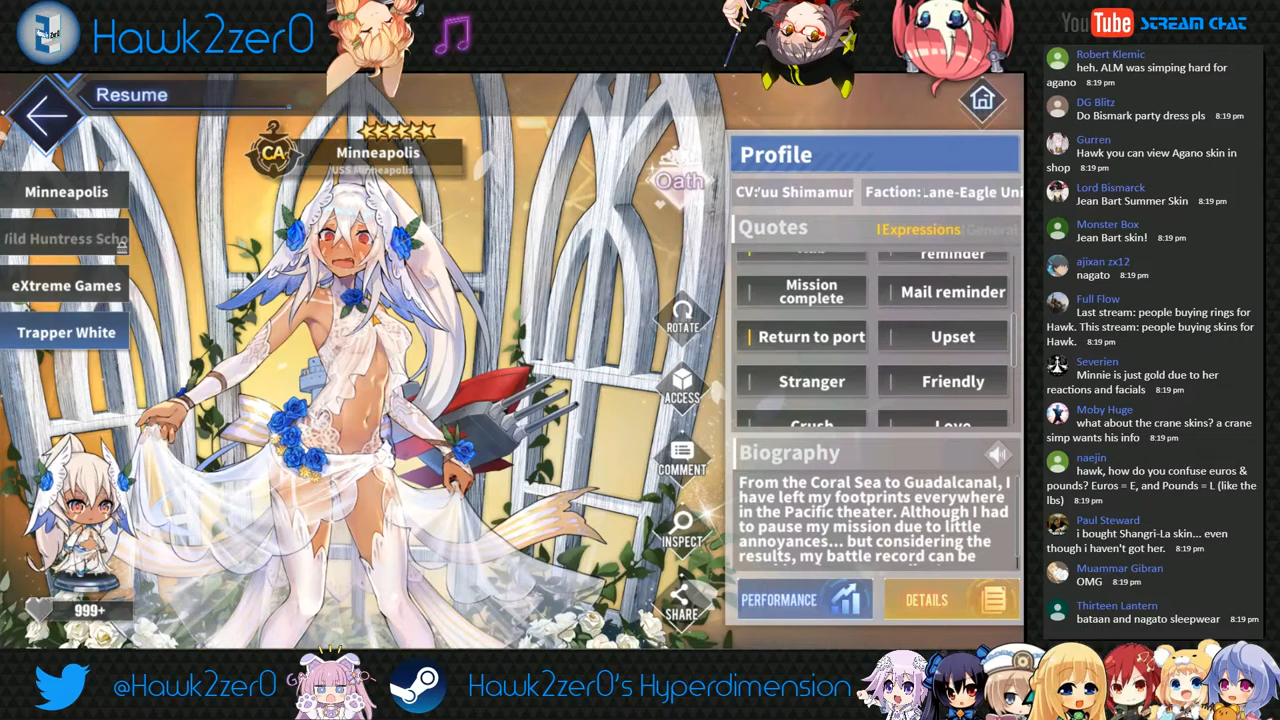 Hawk2zer0
YouTube STREAM CHAT
Resume
CA
Minneapolis
USS Minneapolis
Oath
Minneapolis
eXtreme Games
Trapper White
999+
ROTATE
ACCESS
COMMENT
INSPECT
SHARE
Profile
Faction:
Quotes
Expressions
General
reminder
Mission
complete
Mail reminder
Return to port
Upset
Stranger
Friendly
Crush
Love
Biography
From the Coral Sea to Guadalcanal, I
have left my footprints everywhere
in the Pacific theater. Although I had
to pause my mission due to little
annoyances... but considering the
results, my battle record can be
PERFORMANCE
DETAILS
Robert Klemic
heh. ALM was simping hard for
agano 8:19 pm
DG Blitz
Do Bismark party dress pls 8:19 pm
Gurren
Hawk you can view Agano skin in
shop 8:19 pm
Lord Bismarck
Jean Bart Summer Skin 8:19 pm
Monster Box
Jean Bart skin! 8:19 pm
ajixan zx12
nagato 8:19 pm
Full Flow
Last stream: people buying rings for
Hawk. This stream: people buying skins for
Hawk. 8:19 pm
Severien
Minnie is just gold due to her
reactions and facials 8:19 pm
Moby Huge
what about the crane skins? a crane
simp wants his info 8:19 pm
naejin
hawk, how do you confuse euros &
pounds? Euros = E, and Pounds = L (like the
lbs) 8:19 pm
Paul Steward
i bought Shangri-La skin... even
though i haven't got her. 8:19 pm
Muammar Gibran
OMG 8:19 pm
Thirteen Lantern
bataan and nagato sleepwear 8:19 pm
@Hawk2zer0
Hawk2zer0's Hyperdimension